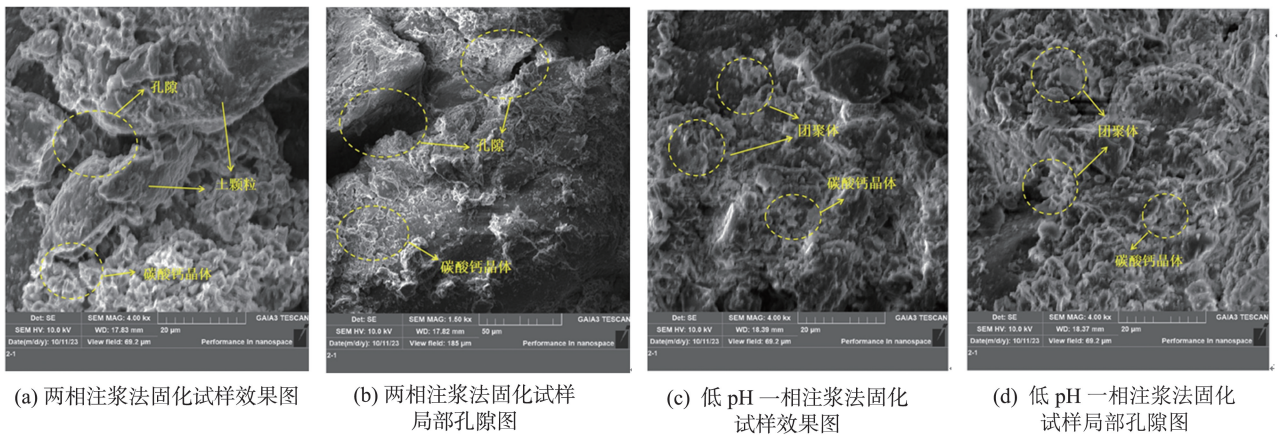 孔隙
土颗粒
碳酸钙晶体
Det: SE
SEM MAG: 4.00 kx
GAIA3 TESCAN
SEM HV: 10.0 kV
WD: 17.83 mm
20 μm
Date(m/d/y): 10/11/23
View field: 69.2 μm
Performance in nanospace
2-1
(a) 两相注浆法固化试样效果图
孔隙
碳酸钙晶体
Det: SE
SEM MAG: 1.50 kx
GAIA3 TESCAN
SEM HV: 10.0 kV
WD: 17.82 mm
50 μm
Date(m/d/y): 10/11/23
View field: 185 μm
Performance in nanospace
2-1
(b) 两相注浆法固化试样
局部孔隙图
团聚体
碳酸钙晶体
Det: SE
SEM MAG: 4.00 kx
GAIA3 TESCAN
SEM HV: 10.0 kV
WD: 18.39 mm
20 μm
Date(m/d/y): 10/11/23
View field: 69.2 μm
Performance in nanospace
2-1
(c) 低 pH 一相注浆法固化
试样效果图
团聚体
碳酸钙晶体
Det: SE
SEM MAG: 4.00 kx
GAIA3 TESCAN
SEM HV: 10.0 kV
WD: 18.37 mm
20 μm
Date(m/d/y): 10/11/23
View field: 69.2 μm
Performance in nanospace
2-1
(d) 低 pH 一相注浆法固化
试样局部孔隙图